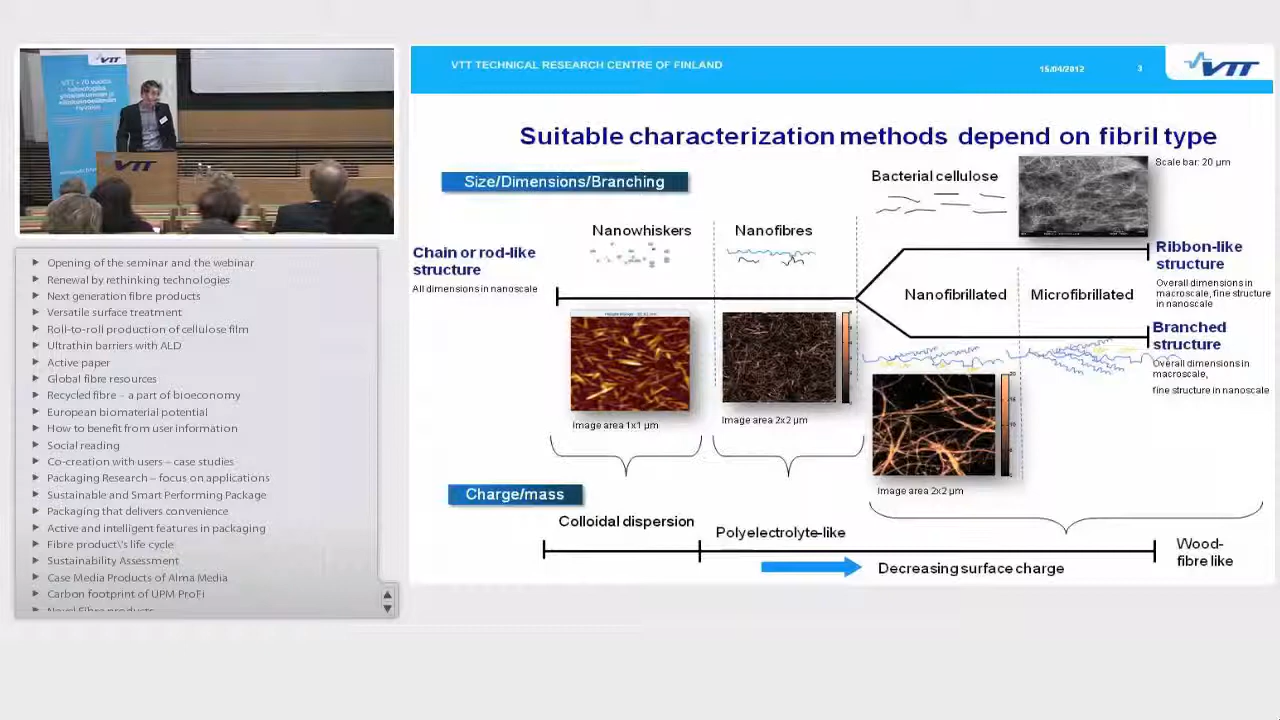 VTT TECHNICAL RESEARCH CENTRE OF FINLAND
15/04/2012
3
VTT
Suitable characterization methods depend on fibril type
Size/Dimensions/Branching
Bacterial cellulose
Scale bar: 20 µm
Nanowhiskers
Nanofibres
Chain or rod-like
structure
All dimensions in nanoscale
Ribbon-like
structure
Overall dimensions in
macroscale, fine structure
in nanoscale
Nanofibrillated
Microfibrillated
Branched
structure
Overall dimensions in
macroscale,
fine structure in nanoscale
Image area 1x1 µm
Image area 2x2 µm
Image area 2x2 µm
Charge/mass
Colloidal dispersion
Polyelectrolyte-like
Wood-
fibre like
Decreasing surface charge
VTT
VTT
Opening of the seminar and the webinar
Renewal by rethinking technologies
Next generation fibre products
Versatile surface treatment
Roll-to-roll production of cellulose film
Ultrathin barriers with ALD
Active paper
Global fibre resources
Recycled fibre – a part of bioeconomy
European biomaterial potential
How to benefit from user information
Social reading
Co-creation with users – case studies
Packaging Research – focus on applications
Sustainable and Smart Performing Package
Packaging that delivers convenience
Active and intelligent features in packaging
Fibre product\'s life cycle
Sustainability Assessment
Case Media Products of Alma Media
Carbon footprint of UPM ProFi
Novel Fibre products